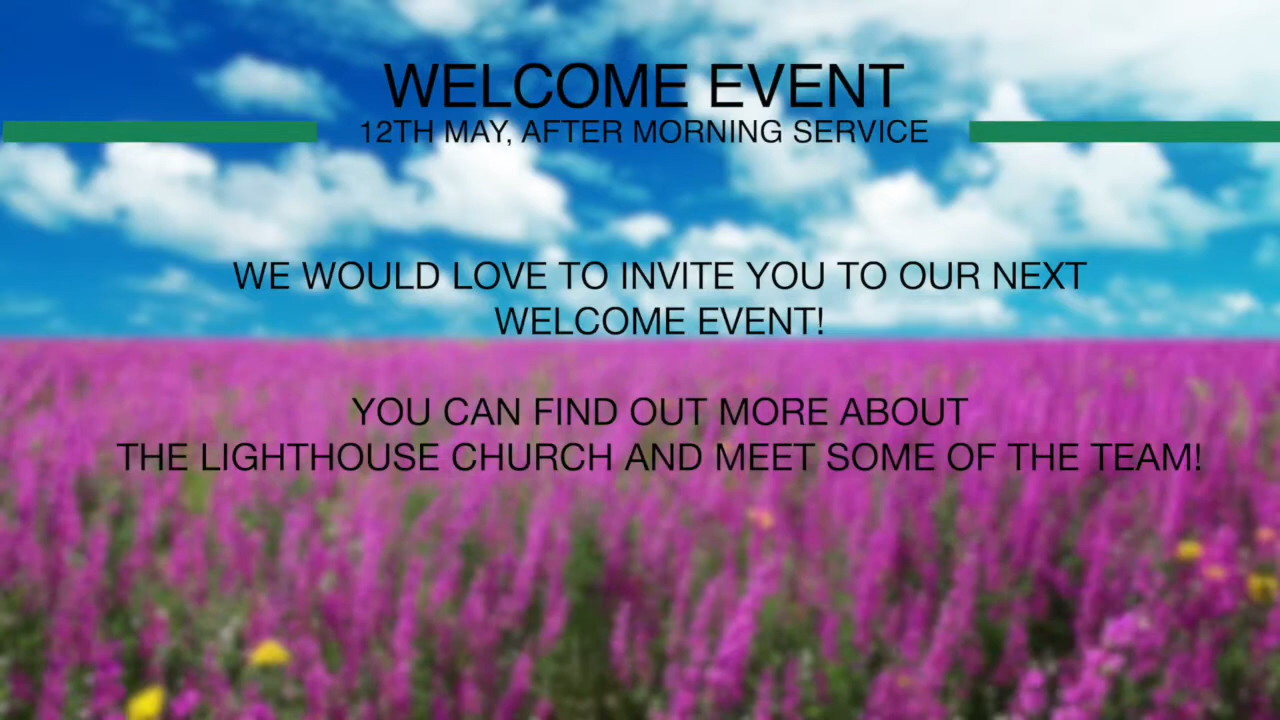 WELCOME EVENT
12TH MAY, AFTER MORNING SERVICE
WE WOULD LOVE TO INVITE YOU TO OUR NEXT
WELCOME EVENT!
YOU CAN FIND OUT MORE ABOUT
THE LIGHTHOUSE CHURCH AND MEET SOME OF THE TEAM!